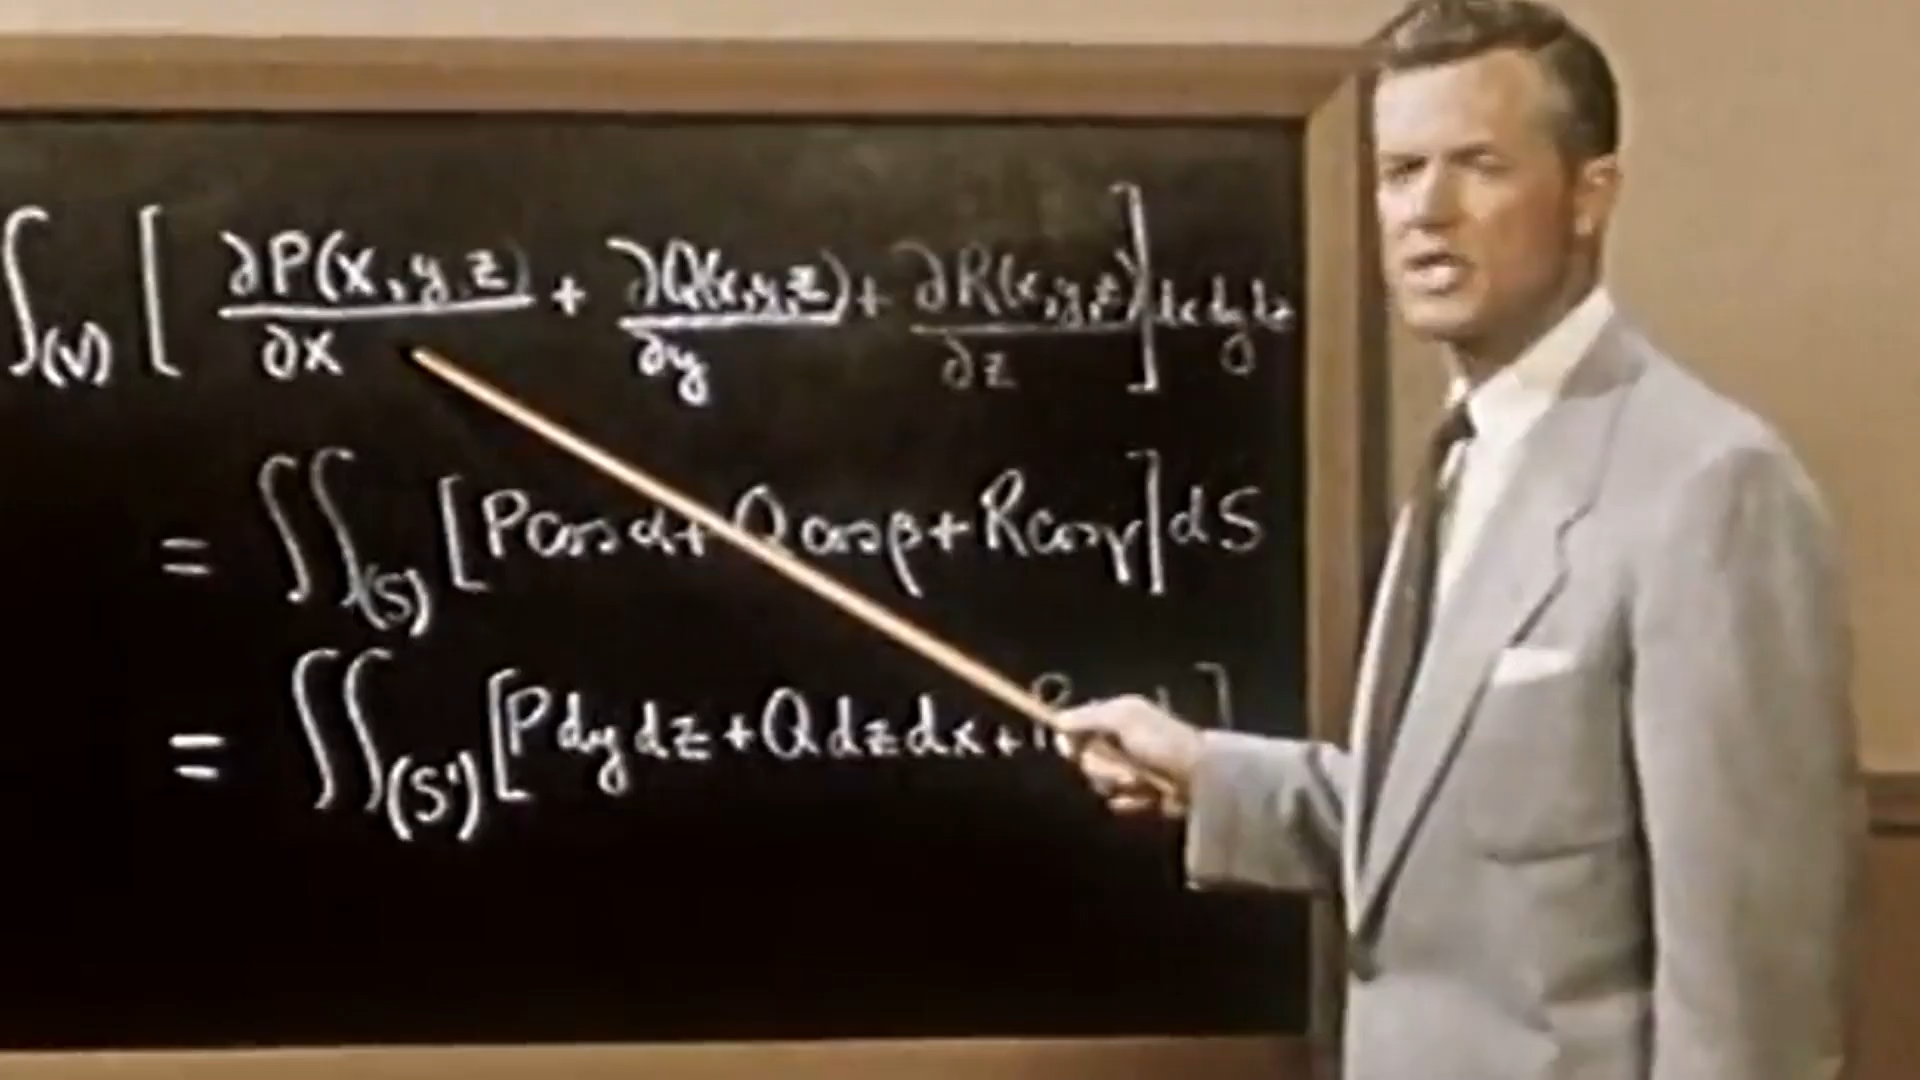 ∫(V) [ ∂P(x,y,z)/∂x + ∂Q(x,y,z)/∂y + ∂R(x,y,z)/∂z ] dx dy dz
= ∫∫(S) [P cos α + Q cos β + R cos γ] dS
= ∫∫(S') [P dy dz + Q dz dx + R ]